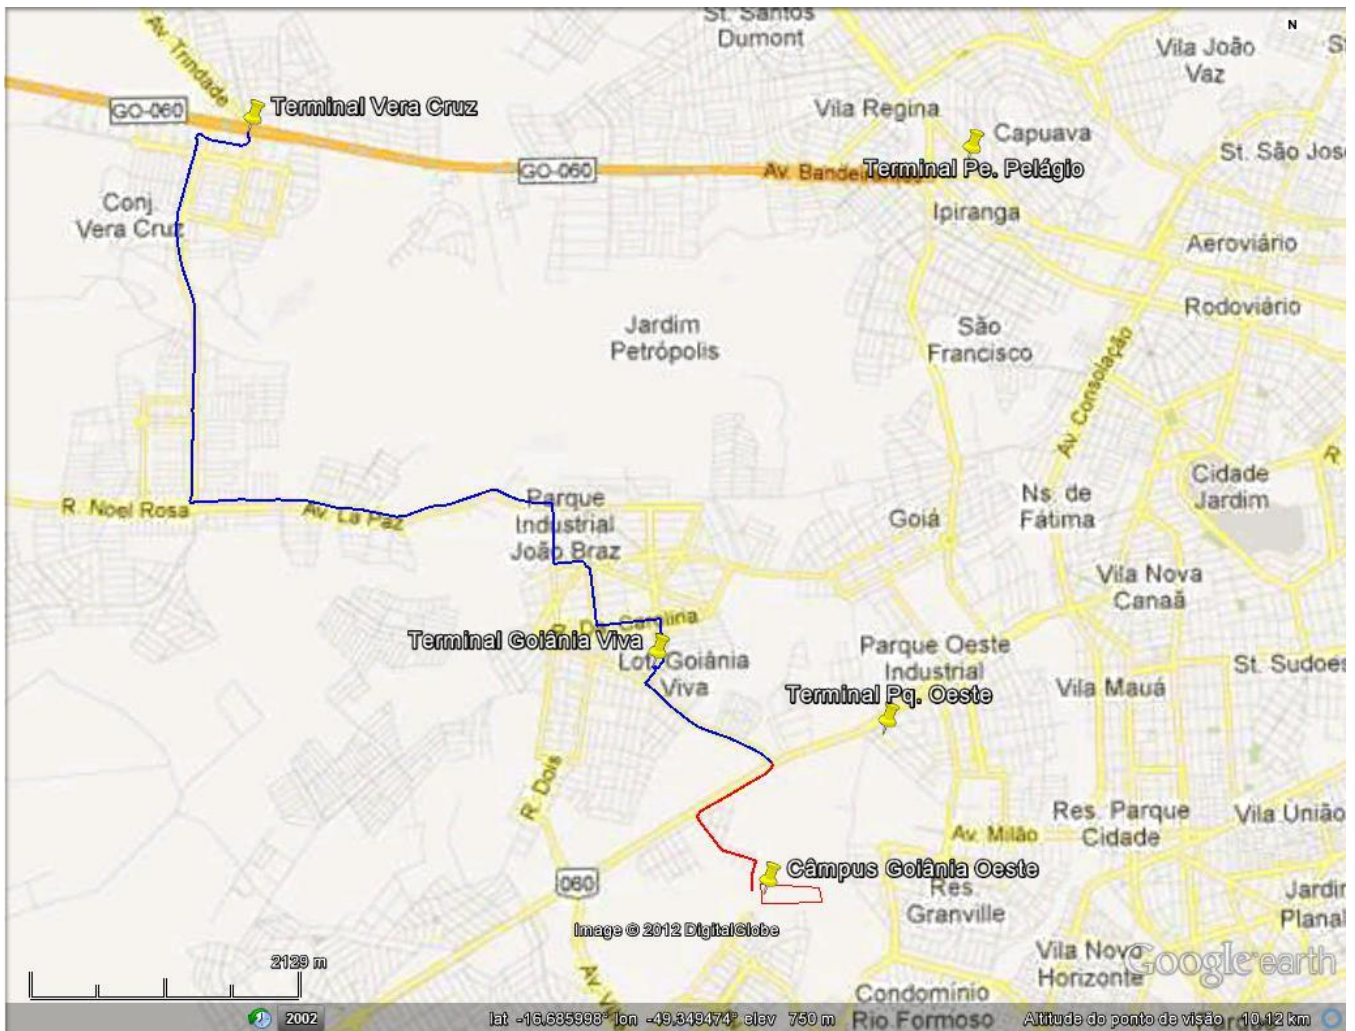 St. Santos
Dumont
N
Av. Trindade
Vila João
Vaz
GO-060
Terminal Vera Cruz
Vila Regina
Capuava
St. São José
GO-060
Av.
Terminal Pe. Pelágio
Conj.
Vera Cruz
Ipiranga
Aeroviário
Rodoviário
Jardim
Petrópolis
São
Francisco
Av. Consolação
Cidade
Jardim
R
R. Noel Rosa
Av. La Paz
Parque
Industrial
João Braz
Goiá
Ns. de
Fátima
Vila Nova
Canaã
Terminal Goiânia Viva
Goiânia
Viva
Parque Oeste
Industrial
St. Sudoes
Vila Mauá
Terminal Pq. Oeste
R. Dois
Res. Parque
Cidade
Vila União
Av. Milão
060
Câmpus Goiânia Oeste
Res.
Granville
Jardin
Planal
Image © 2012 DigitalGlobe
Vila Novo
Horizonte
Google earth
2129 m
Condomínio
Rio Formoso
2002
lat -16.685998° lon -49.349474° elev 750 m
Altitude do ponto de visão 10.12 km